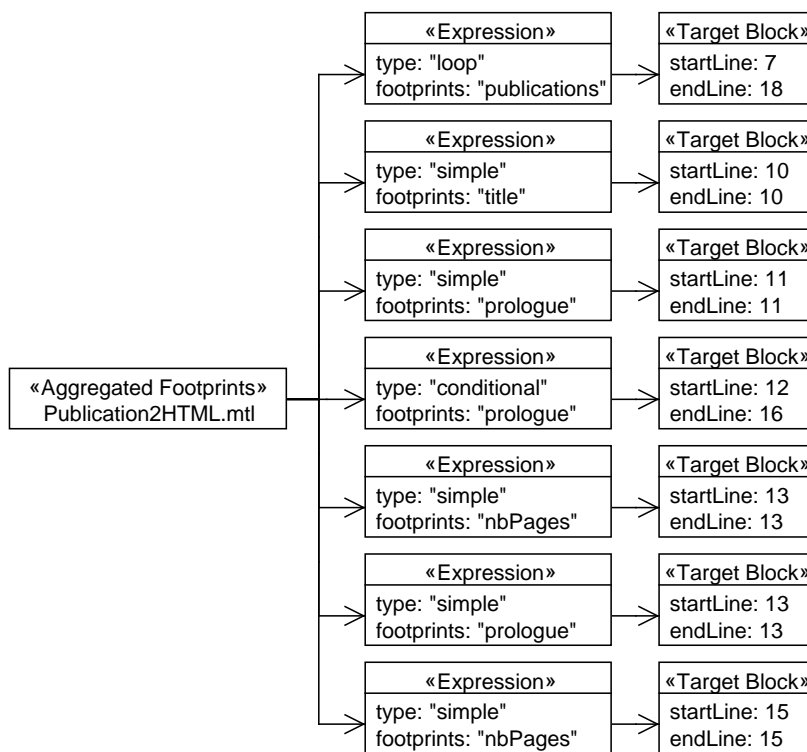 «Expression»
type: "loop"
footprints: "publications"
«Target Block»
startLine: 7
endLine: 18
«Expression»
type: "simple"
footprints: "title"
«Target Block»
startLine: 10
endLine: 10
«Expression»
type: "simple"
footprints: "prologue"
«Target Block»
startLine: 11
endLine: 11
«Aggregated Footprints»
Publication2HTML.mtl
«Expression»
type: "conditional"
footprints: "prologue"
«Target Block»
startLine: 12
endLine: 16
«Expression»
type: "simple"
footprints: "nbPages"
«Target Block»
startLine: 13
endLine: 13
«Expression»
type: "simple"
footprints: "prologue"
«Target Block»
startLine: 13
endLine: 13
«Expression»
type: "simple"
footprints: "nbPages"
«Target Block»
startLine: 15
endLine: 15